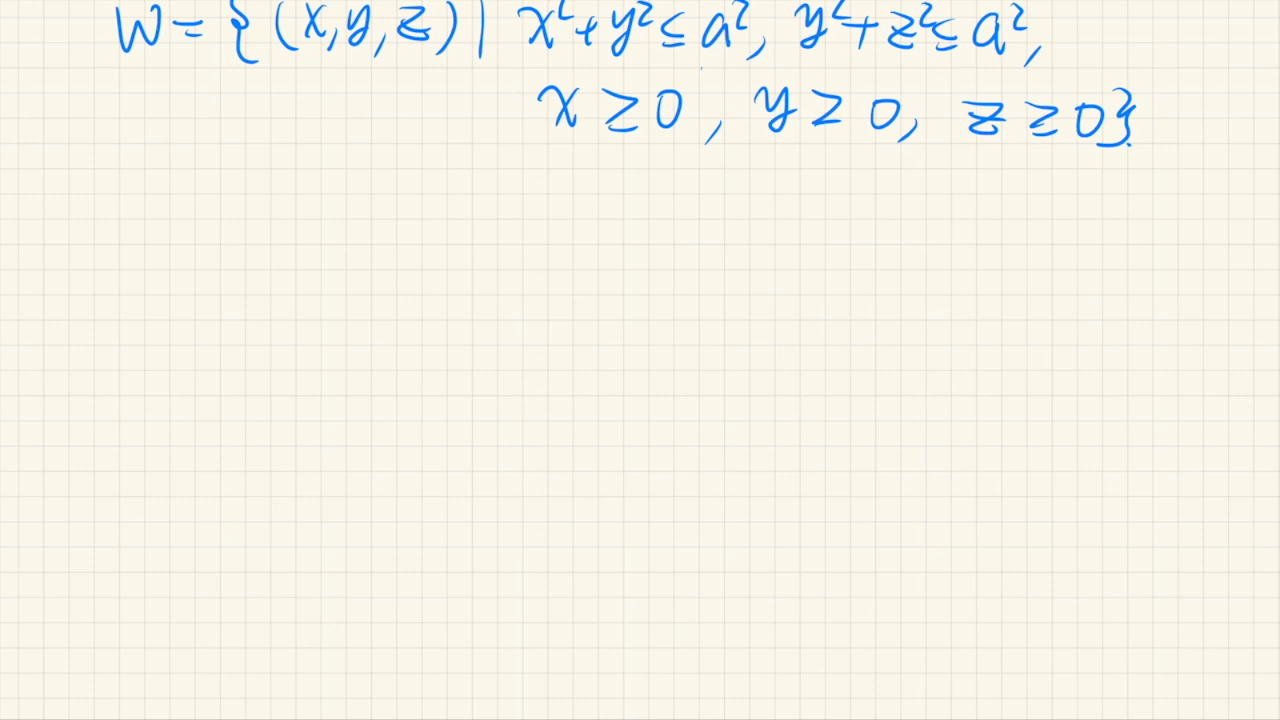 W={(x,y,z)| x²+y²≤a², y²+z²≤a²,
x≥0, y≥0, z≥0}.